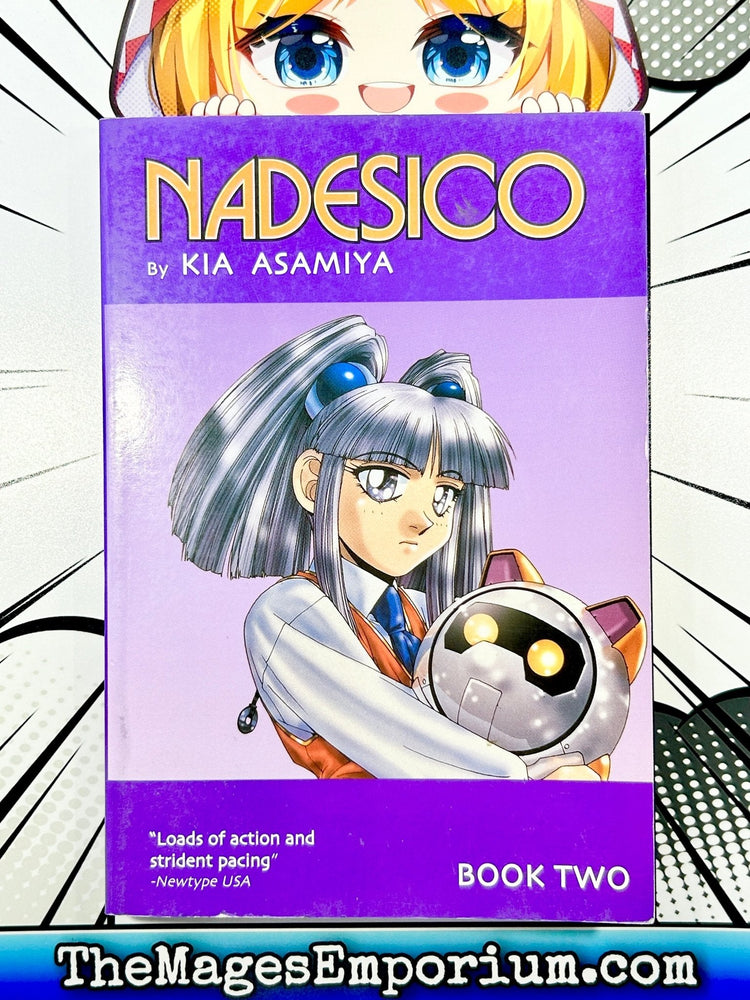 NADESICO
By KIA ASAMIYA
"Loads of action and
strident pacing"
-Newtype USA
BOOK TWO
TheMagesEmporium.com